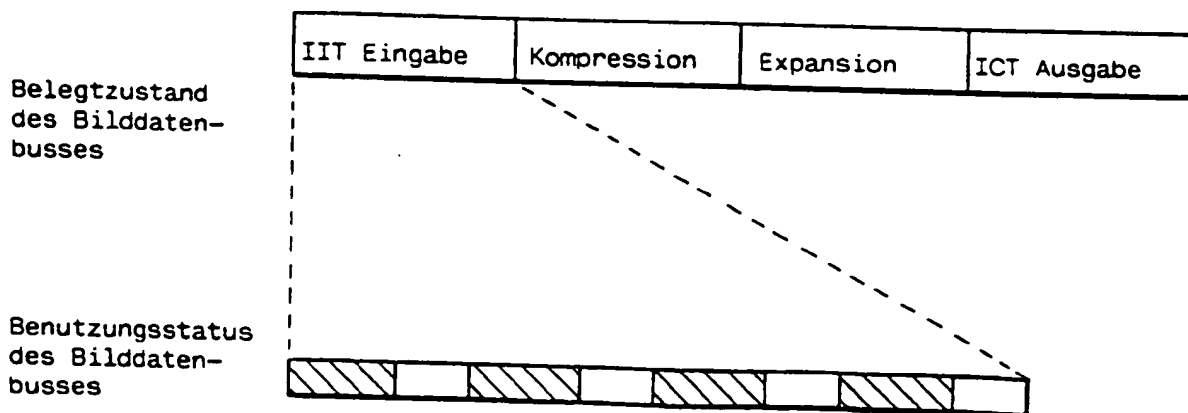 IIT Eingabe Kompression Expansion ICT Ausgabe
Belegtzustand
des Bilddaten-
busses
Benutzungsstatus
des Bilddaten-
busses